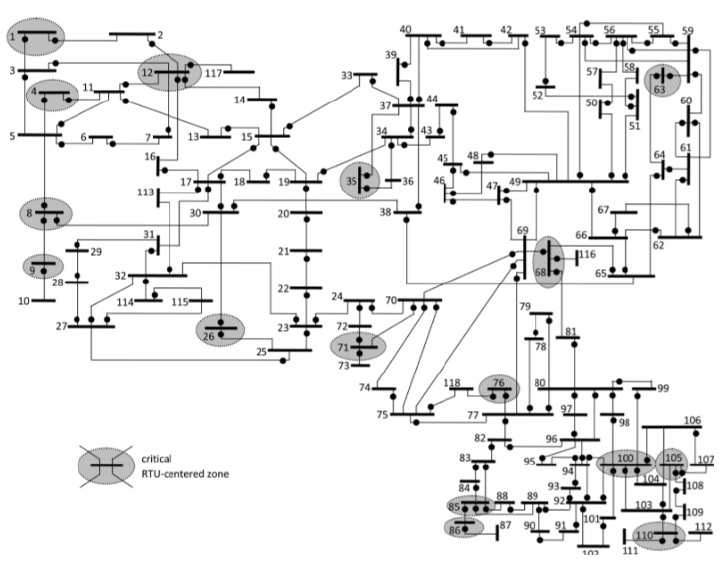 40 41 42 53 54 56 55 59
1 2
39 57 58
3 33 63
12 117 52 50
4 11 37 44 51 60
14
5 6 7 13 15 34 43 61
16 45 48 64
35 36 46 47 49
113 17 18 19
8 30 20 38 67
31 69 66 62
29 21 116
9 28 32 68 65
10 114 115 22
24 70 79
27 26 23 72 81
25 71 78
73
74 118 76 80 99
75 77 97 98
82 96 106
83 95 94 100 105 107
critical
RTU-centered zone
84 93 104 108
85 88 89 92 103 109
86 87 90 91 101 110 112
102 111